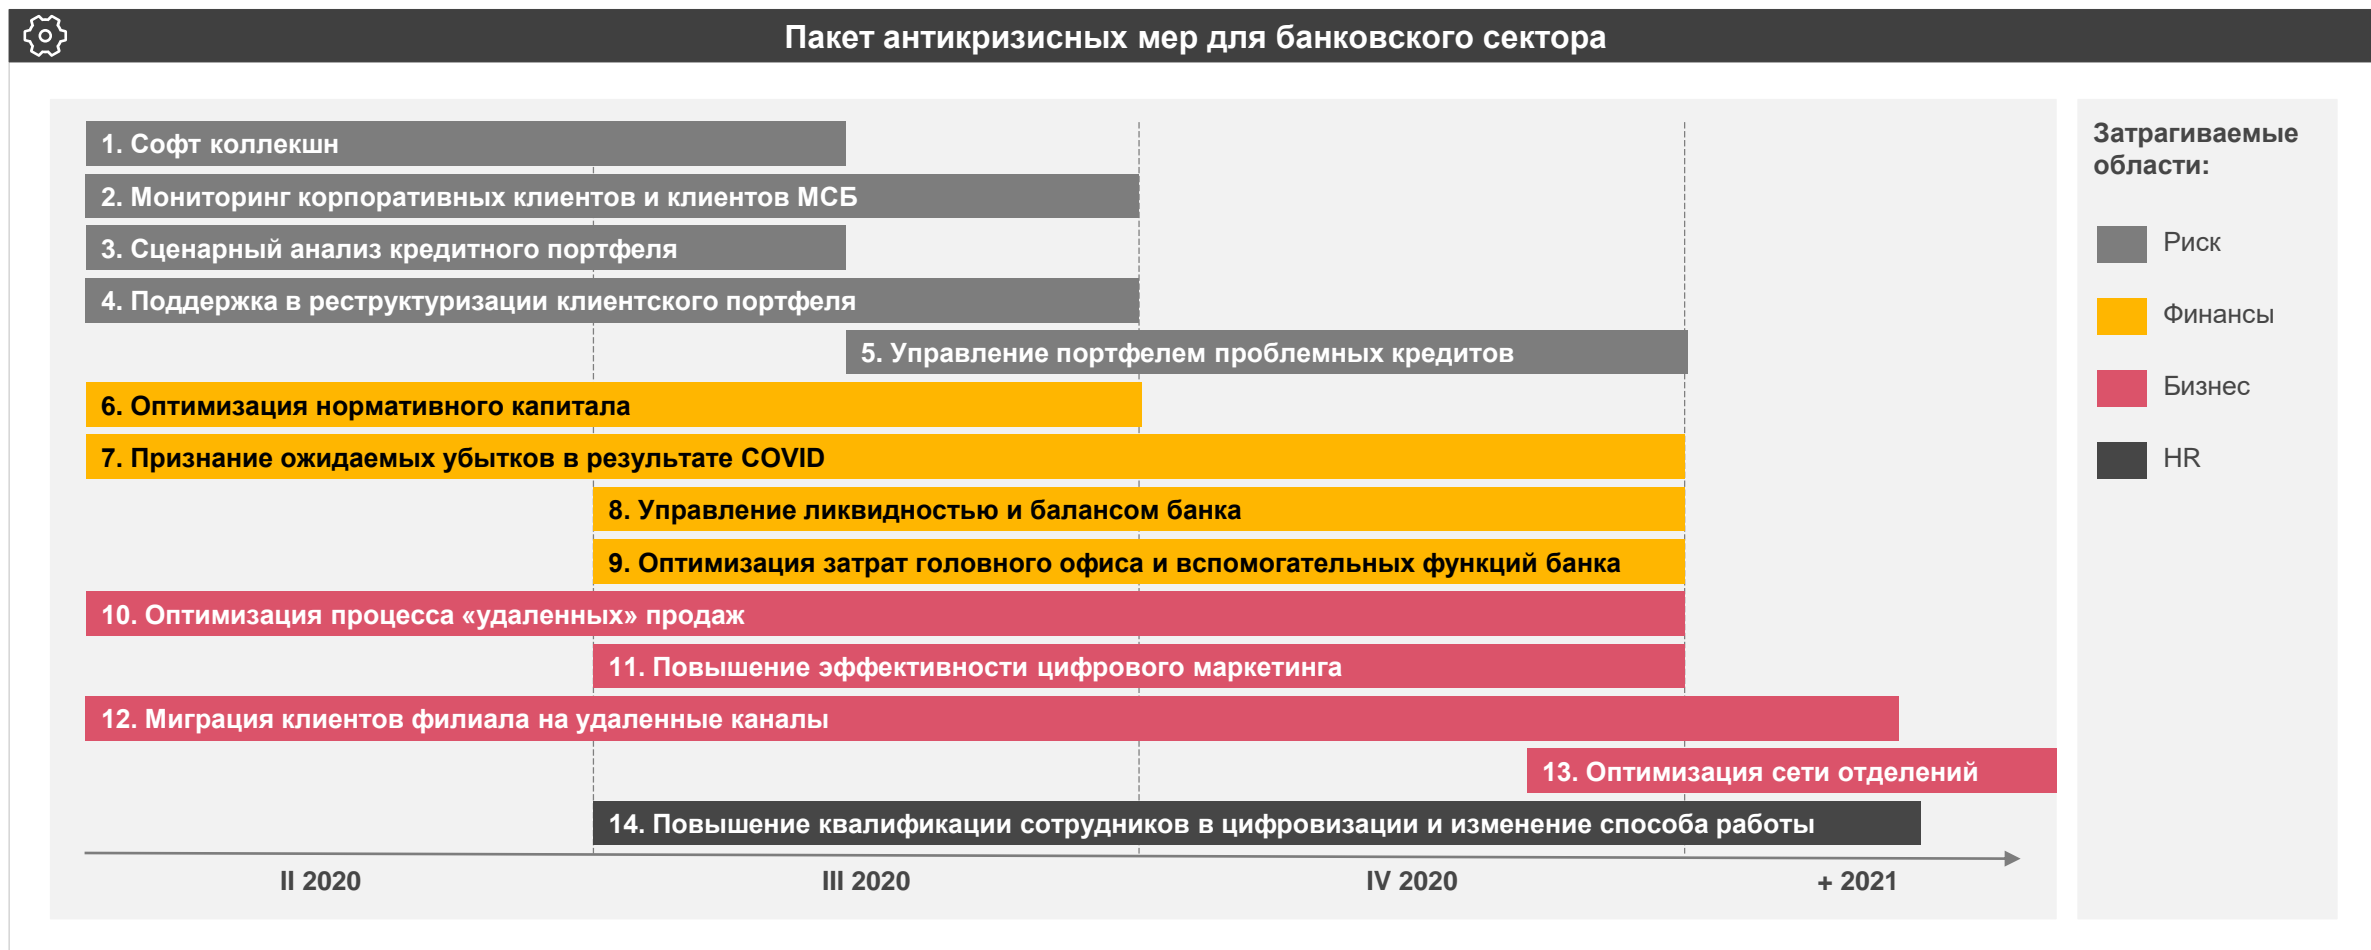 Пакет антикризисных мер для банковского сектора
1. Софт коллекшн
2. Мониторинг корпоративных клиентов и клиентов МСБ
3. Сценарный анализ кредитного портфеля
4. Поддержка в реструктуризации клиентского портфеля
5. Управление портфелем проблемных кредитов
6. Оптимизация нормативного капитала
7. Признание ожидаемых убытков в результате COVID
8. Управление ликвидностью и балансом банка
9. Оптимизация затрат головного офиса и вспомогательных функций банка
10. Оптимизация процесса «удаленных» продаж
11. Повышение эффективности цифрового маркетинга
12. Миграция клиентов филиала на удаленные каналы
13. Оптимизация сети отделений
14. Повышение квалификации сотрудников в цифровизации и изменение способа работы
II 2020
III 2020
IV 2020
+ 2021
Затрагиваемые
области:
Риск
Финансы
Бизнес
HR